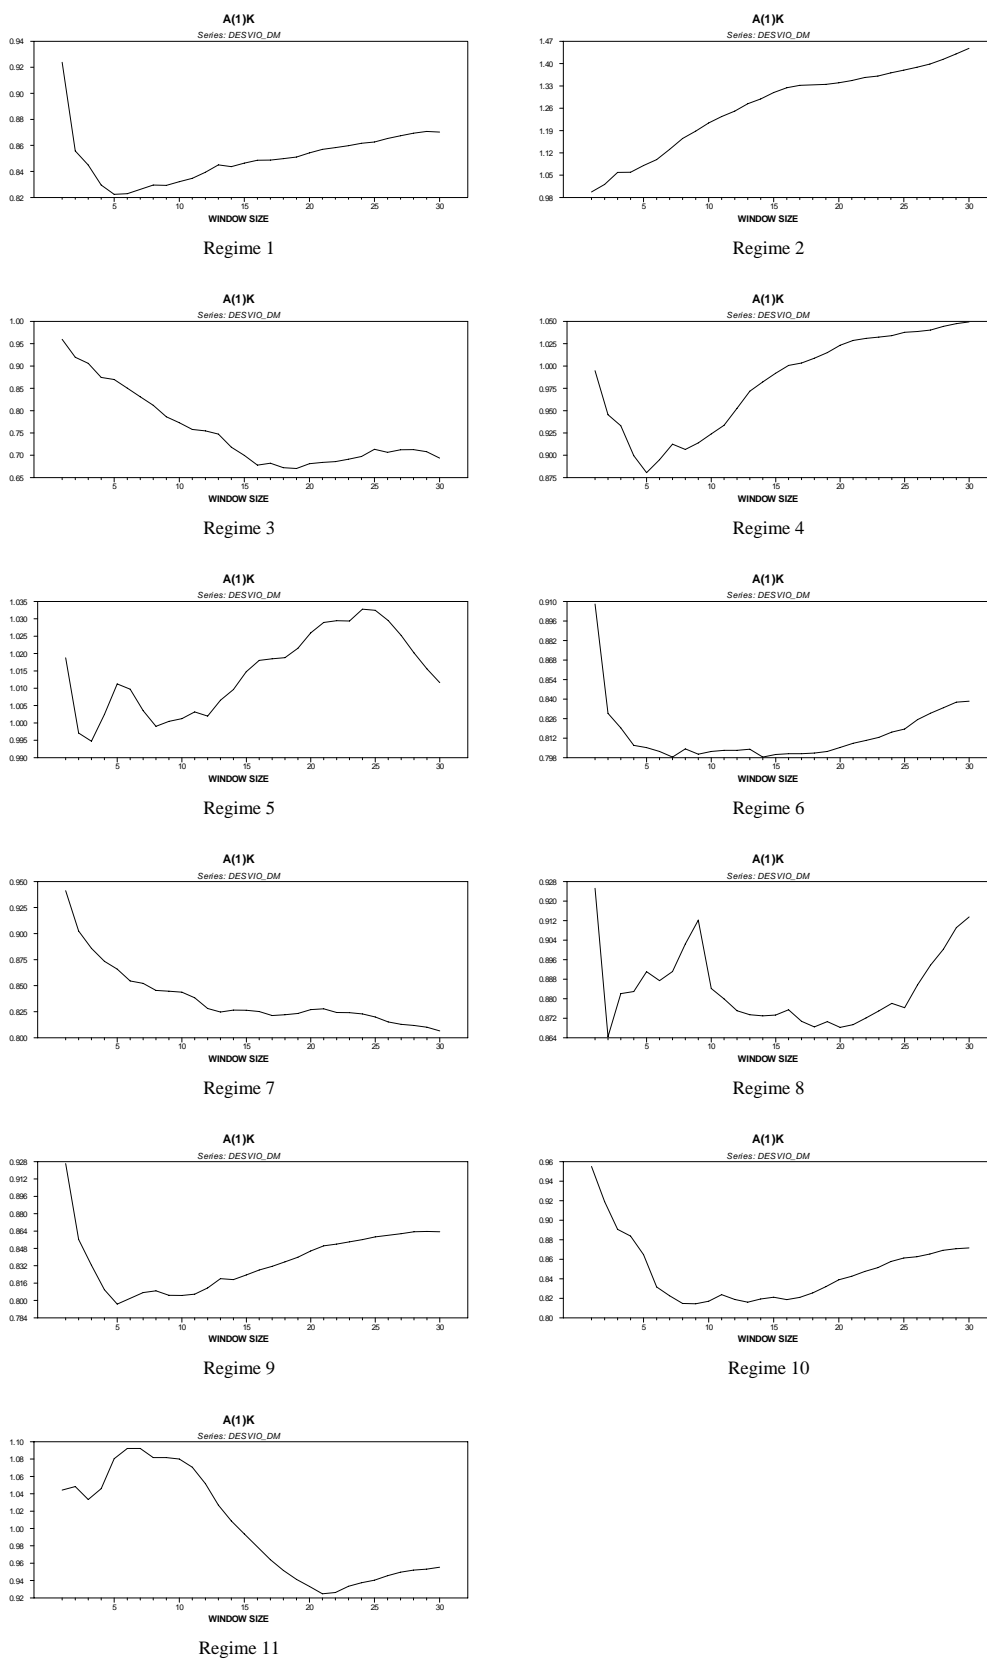 A(1)K
Series: DESVIO_DM
0.94
0.92
0.90
0.88
0.86
0.84
0.82
5 10 15 20 25 30
WINDOW SIZE
Regime 1
A(1)K
Series: DESVIO_DM
1.47
1.40
1.33
1.26
1.19
1.12
1.05
0.98
5 10 15 20 25 30
WINDOW SIZE
Regime 2
A(1)K
Series: DESVIO_DM
1.00
0.95
0.90
0.85
0.80
0.75
0.70
0.65
5 10 15 20 25 30
WINDOW SIZE
Regime 3
A(1)K
Series: DESVIO_DM
1.050
1.025
1.000
0.975
0.950
0.925
0.900
0.875
5 10 15 20 25 30
WINDOW SIZE
Regime 4
A(1)K
Series: DESVIO_DM
1.035
1.030
1.025
1.020
1.015
1.010
1.005
1.000
0.995
0.990
5 10 15 20 25 30
WINDOW SIZE
Regime 5
A(1)K
Series: DESVIO_DM
0.910
0.896
0.882
0.868
0.854
0.840
0.826
0.812
0.798
5 10 15 20 25 30
WINDOW SIZE
Regime 6
A(1)K
Series: DESVIO_DM
0.950
0.925
0.900
0.875
0.850
0.825
0.800
5 10 15 20 25 30
WINDOW SIZE
Regime 7
A(1)K
Series: DESVIO_DM
0.928
0.920
0.912
0.904
0.896
0.888
0.880
0.872
0.864
5 10 15 20 25 30
WINDOW SIZE
Regime 8
A(1)K
Series: DESVIO_DM
0.928
0.912
0.896
0.880
0.864
0.848
0.832
0.816
0.800
0.784
5 10 15 20 25 30
WINDOW SIZE
Regime 9
A(1)K
Series: DESVIO_DM
0.96
0.94
0.92
0.90
0.88
0.86
0.84
0.82
0.80
5 10 15 20 25 30
WINDOW SIZE
Regime 10
A(1)K
Series: DESVIO_DM
1.10
1.08
1.06
1.04
1.02
1.00
0.98
0.96
0.94
0.92
5 10 15 20 25 30
WINDOW SIZE
Regime 11